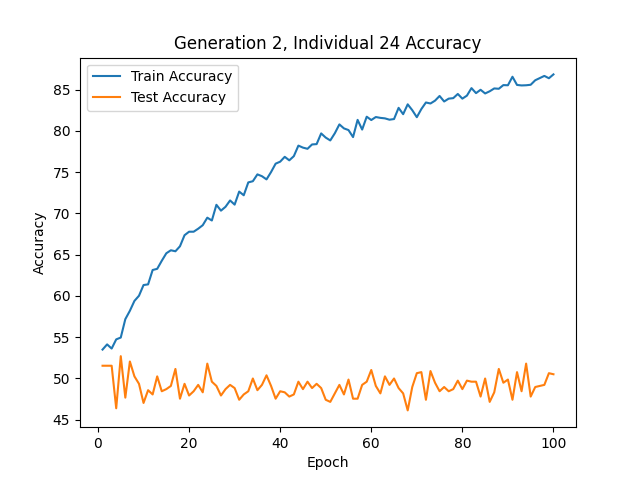 Generation 2, Individual 24 Accuracy
Train Accuracy
Test Accuracy
Accuracy
85
80
75
70
65
60
55
50
45
0 20 40 60 80 100
Epoch